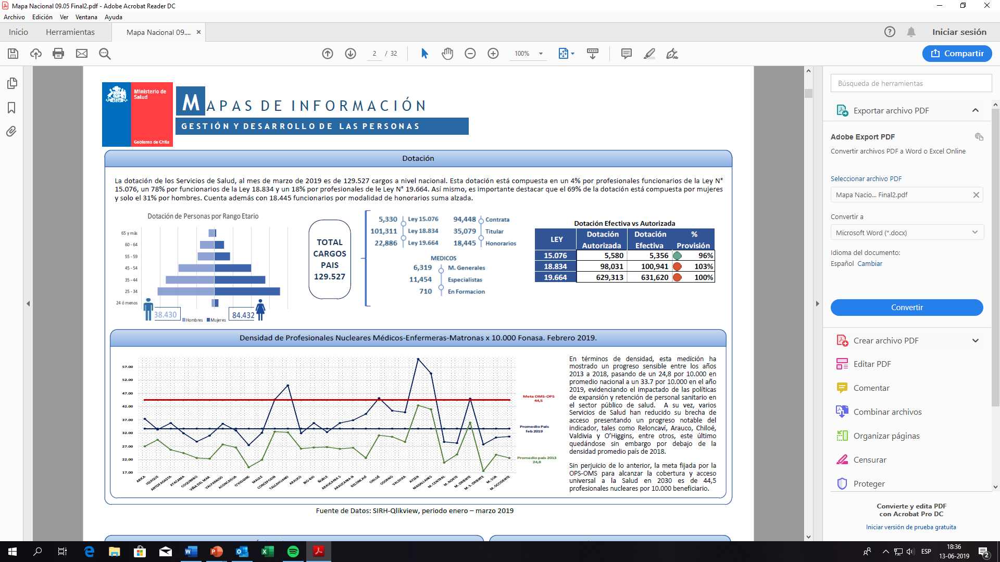 Mapa Nacional 09.05 Final2.pdf - Adobe Acrobat Reader DC
Archivo Edición Ver Ventana Ayuda
Inicio Herramientas Mapa Nacional 09.... Iniciar sesión
2 / 32 100% Compartir
Ministerio de
Salud
Gobierno de Chile
MAPAS DE INFORMACIÓN
GESTIÓN Y DESARROLLO DE LAS PERSONAS
Dotación
La dotación de los Servicios de Salud, al mes de marzo de 2019 es de 129.527 cargos a nivel nacional. Esta dotación está compuesta en un 4% por profesionales funcionarios de la Ley N°
15.076, un 78% por funcionarios de la Ley 18.834 y un 18% por profesionales de le Ley N° 19.664. Así mismo, es importante destacar que el 69% de la dotación está compuesta por mujeres
y solo el 31% por hombres. Cuenta además con 18.445 funcionarios por modalidad de honorarios suma alzada.
Dotación de Personas por Rango Etario
65 y más
60 - 64
55 - 59
45 - 54
35 - 44
25 - 34
24 ó menos
38.430
Hombres Mujeres
84.432
TOTAL
CARGOS
PAIS
129.527
5,330 Ley 15.076 94,448 Contrata
101,311 Ley 18.834 35,079 Titular
22,886 Ley 19.664 18,445 Honorarios
MEDICOS
6,319 M. Generales
11,454 Especialistas
710 En Formacion
Dotación Efectiva vs Autorizada
LEY Dotación Autorizada Dotación Efectiva % Provisión
15.076 5,580 5,356 96%
18.834 98,031 100,941 103%
19.664 629,313 631,620 100%
Densidad de Profesionales Nucleares Médicos-Enfermeras-Matronas x 10.000 Fonasa. Febrero 2019.
57.00
52.00
47.00
42.00
37.00
32.00
27.00
22.00
17.00
ARICA
IQUIQUE
ANTOFAGASTA
ATACAMA
COQUIMBO
VIÑA DEL MAR
VALPARAISO
ACONCAGUA
O'HIGGINS
MAULE
CONCEPCION
TALCAHUANO
ARAUCO
BIO-BIO
ÑUBLE
ARAUCANIA S
ARAUCANIA N
RELONCAVÍ
CHILOÉ
OSORNO
VALDIVIA
AYSEN
MAGALLANES
M. CENTRAL
M. NORTE
M. ORIENTE
M. S. ORIENTE
M. SUR
M. OCCIDENTE
Meta OMS-OPS
44,5
Promedio País
feb 2019
Promedio país 2013
24,8
En términos de densidad, esta medición ha
mostrado un progreso sensible entre los años
2013 a 2018, pasando de un 24,8 por 10.000 en
promedio nacional a un 33.7 por 10.000 en el año
2019, evidenciando el impactado de las políticas
de expansión y retención de personal sanitario en
el sector público de salud. A su vez, varios
Servicios de Salud han reducido su brecha de
acceso presentando un progreso notable del
indicador, tales como Reloncaví, Arauco, Chiloé,
Valdivia y O'Higgins, entre otros, este último
quedándose sin embargo por debajo de la
densidad promedio país de 2018.
Sin perjuicio de lo anterior, la meta fijada por la
OPS-OMS para alcanzar la cobertura y acceso
universal a la Salud en 2030 es de 44,5
profesionales nucleares por 10.000 beneficiario.
Fuente de Datos: SIRH-Qlikview, periodo enero – marzo 2019
Búsqueda de herramientas
Exportar archivo PDF
Adobe Export PDF
Convertir archivos PDF a Word o Excel Online
Seleccionar archivo PDF
Mapa Nacio... Final2.pdf
Convertir a
Microsoft Word (*.docx)
Idioma del documento:
Español Cambiar
Convertir
Crear archivo PDF
Editar PDF
Comentar
Combinar archivos
Organizar páginas
Censurar
Proteger
Convierte y edita PDF
con Acrobat Pro DC
Iniciar versión de prueba gratuita
ESP
18:36
13-06-2019
2